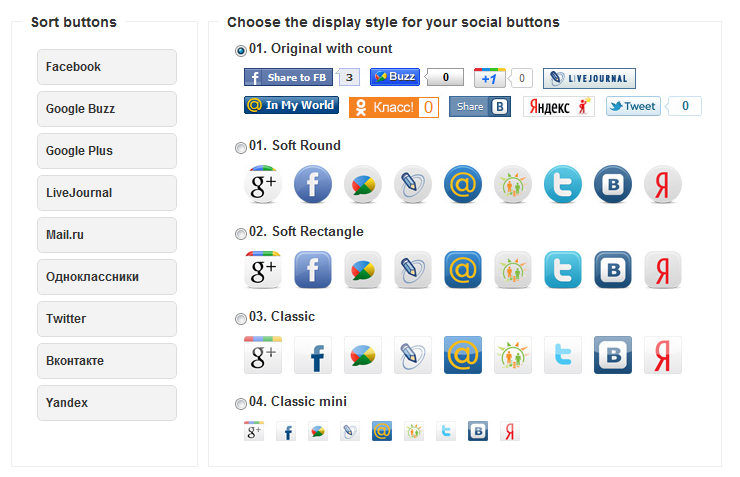 Sort buttons
Facebook
Google Buzz
Google Plus
LiveJournal
Mail.ru
Одноклассники
Twitter
Вконтакте
Yandex
Choose the display style for your social buttons
01. Original with count
f Share to FB 3 Buzz 0 +1 0 LIVEJOURNAL
@ In My World Класс! 0 Share B Яндекс Tweet 0
01. Soft Round
g+ f @ t B Я
02. Soft Rectangle
g+ f @ t B Я
03. Classic
g+ f @ t B Я
04. Classic mini
g+ f @ t B Я